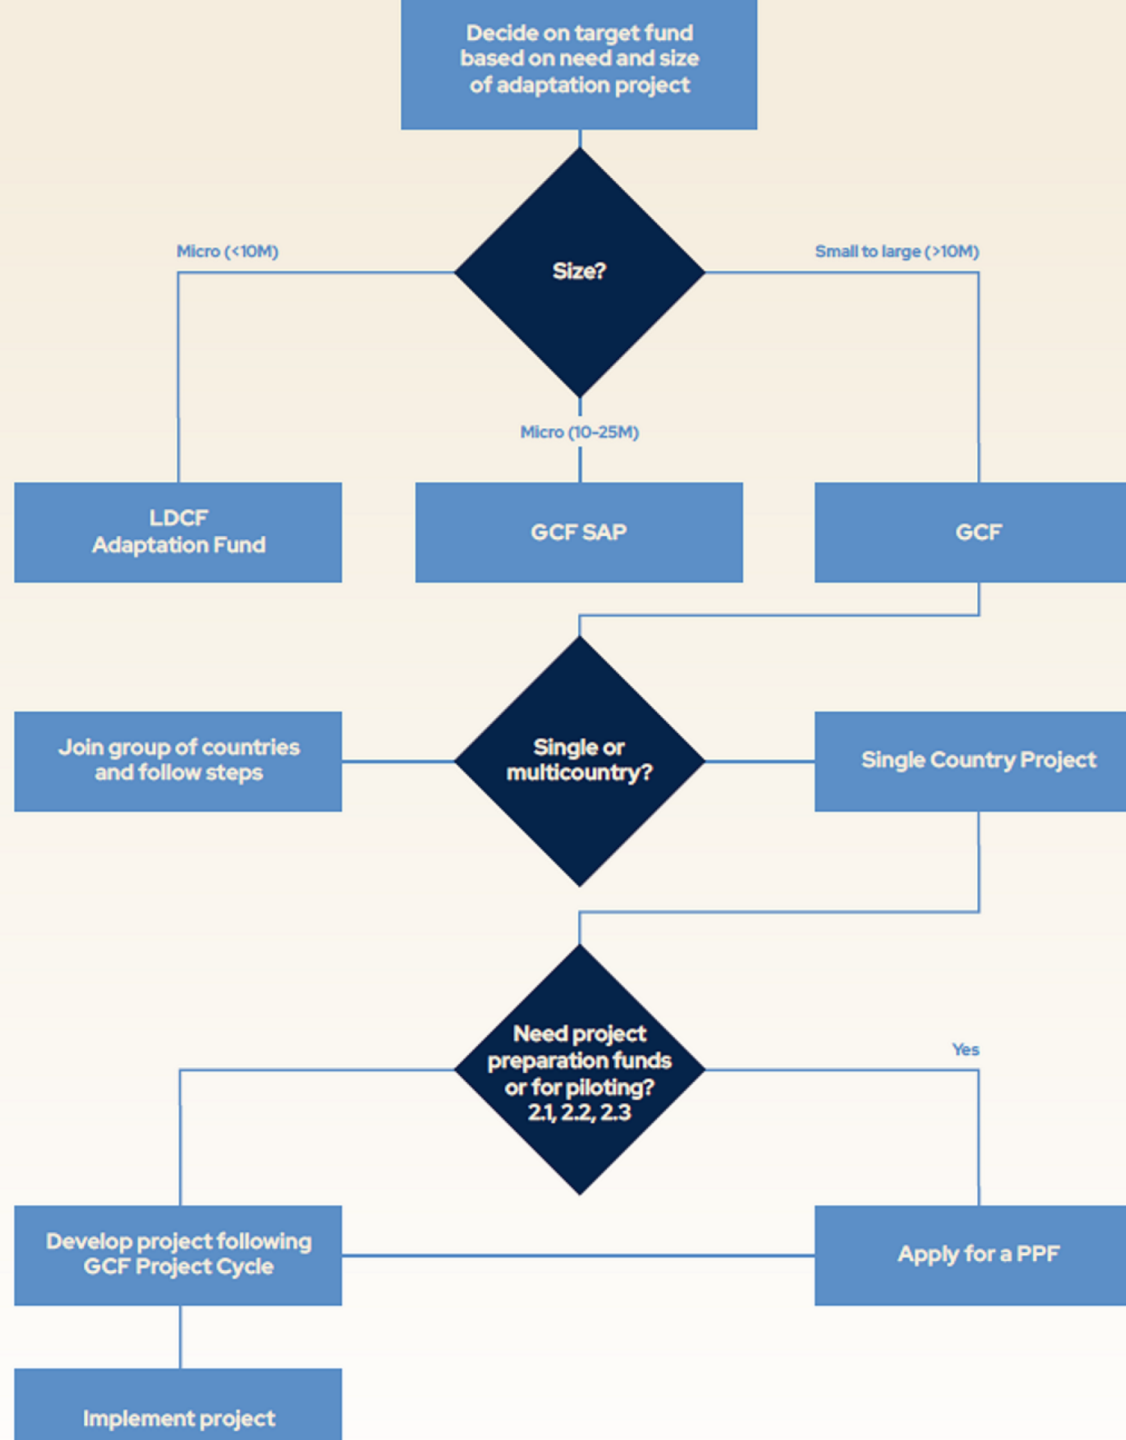 Decide on target fund
based on need and size
of adaptation project
Micro (<10M)
Size?
Small to large (>10M)
Micro (10-25M)
LDCF
Adaptation Fund
GCF SAP
GCF
Join group of countries
and follow steps
Single or
multicountry?
Single Country Project
Need project
preparation funds
or for piloting?
2.1, 2.2, 2.3
Yes
Develop project following
GCF Project Cycle
Apply for a PPF
Implement project